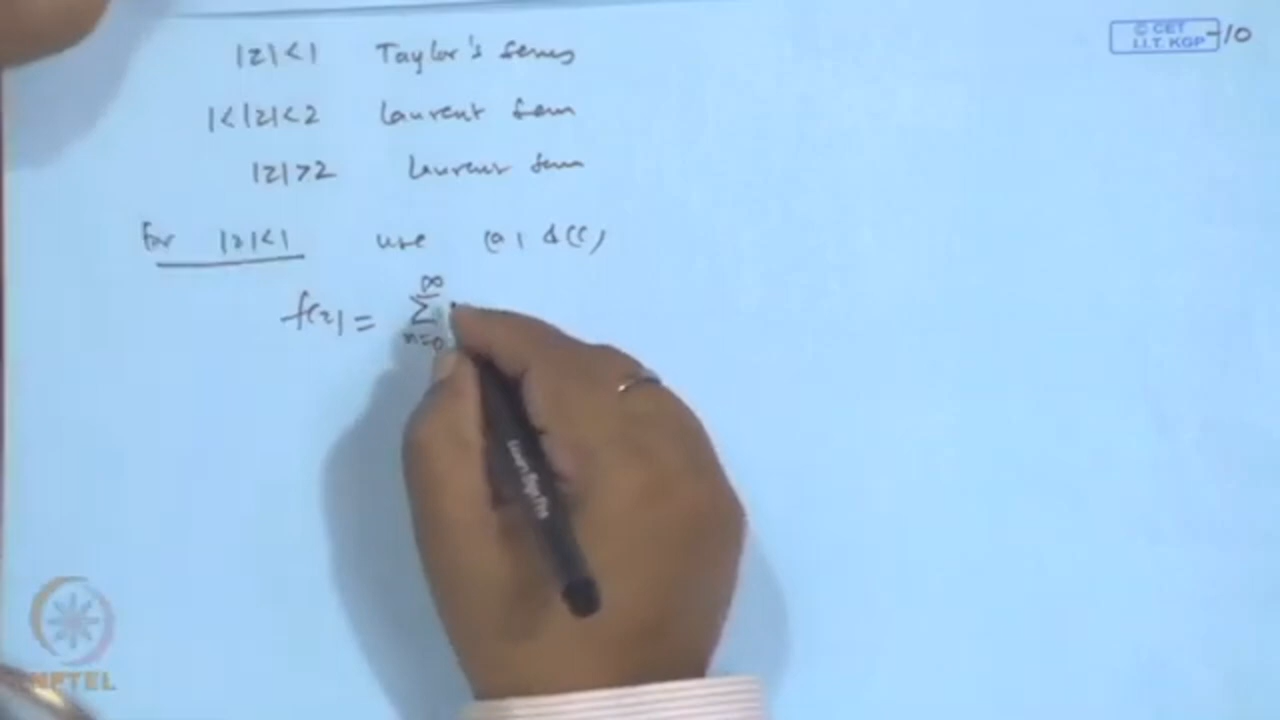 |z|<1 Taylor's Series
1<|z|<2 Laurent Series
|z|>2 Laurent Series
For |z|<1 use (a) & (c)
f(z) = ∑ n=0 ∞
© CET
I.I.T. KGP
-10
NPTEL